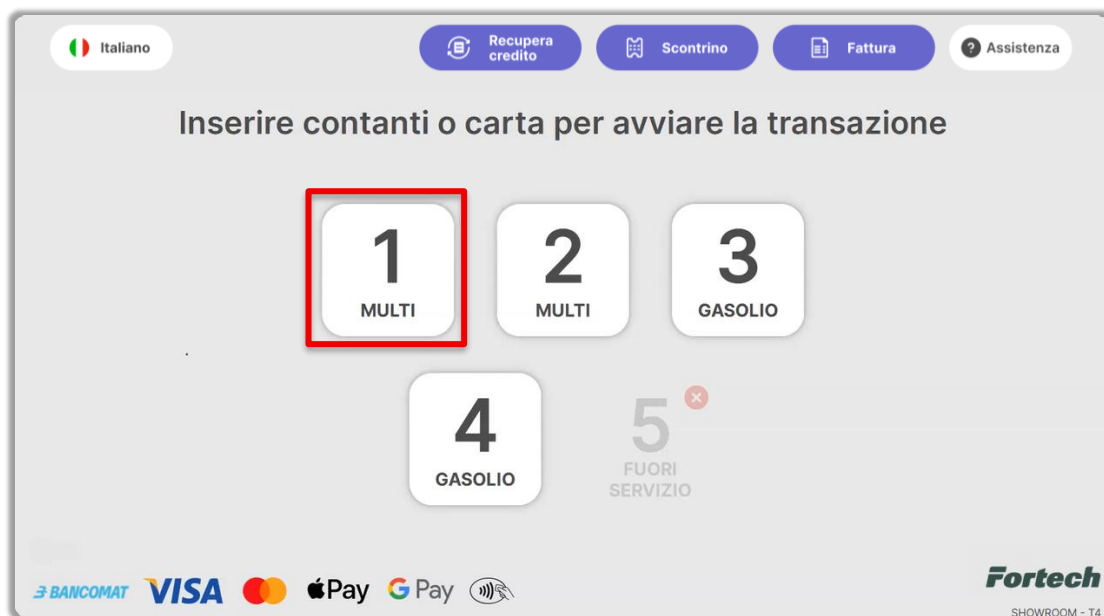 Italiano
Recupera
credito
Scontrino
Fattura
? Assistenza
Inserire contanti o carta per avviare la transazione
1
MULTI
2
MULTI
3
GASOLIO
4
GASOLIO
5
FUORI
SERVIZIO
BANCOMAT VISA Pay G Pay
Fortech
SHOWROOM - T4